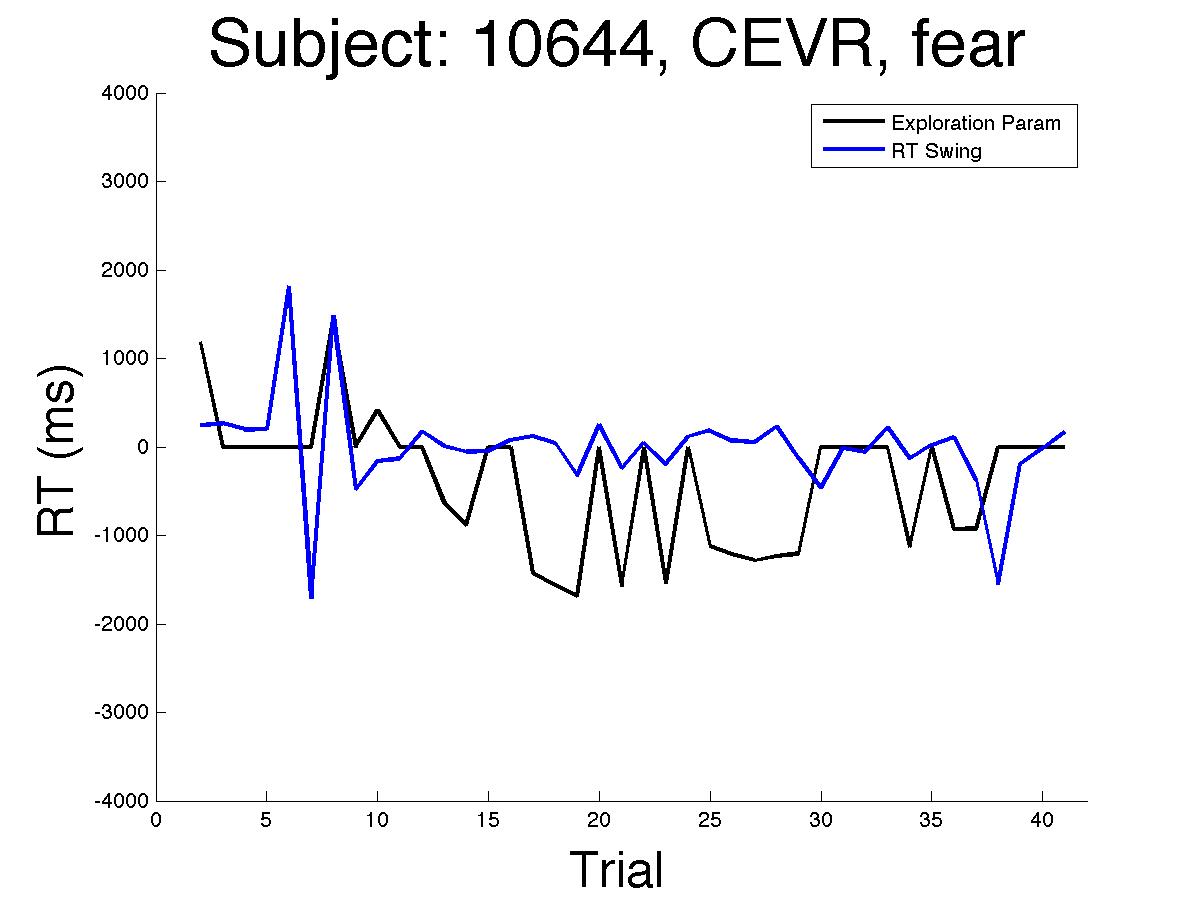 Subject: 10644, CEVR, fear
4000
3000
2000
1000
0
-1000
-2000
-3000
-4000
RT (ms)
Exploration Param
RT Swing
0 5 10 15 20 25 30 35 40
Trial